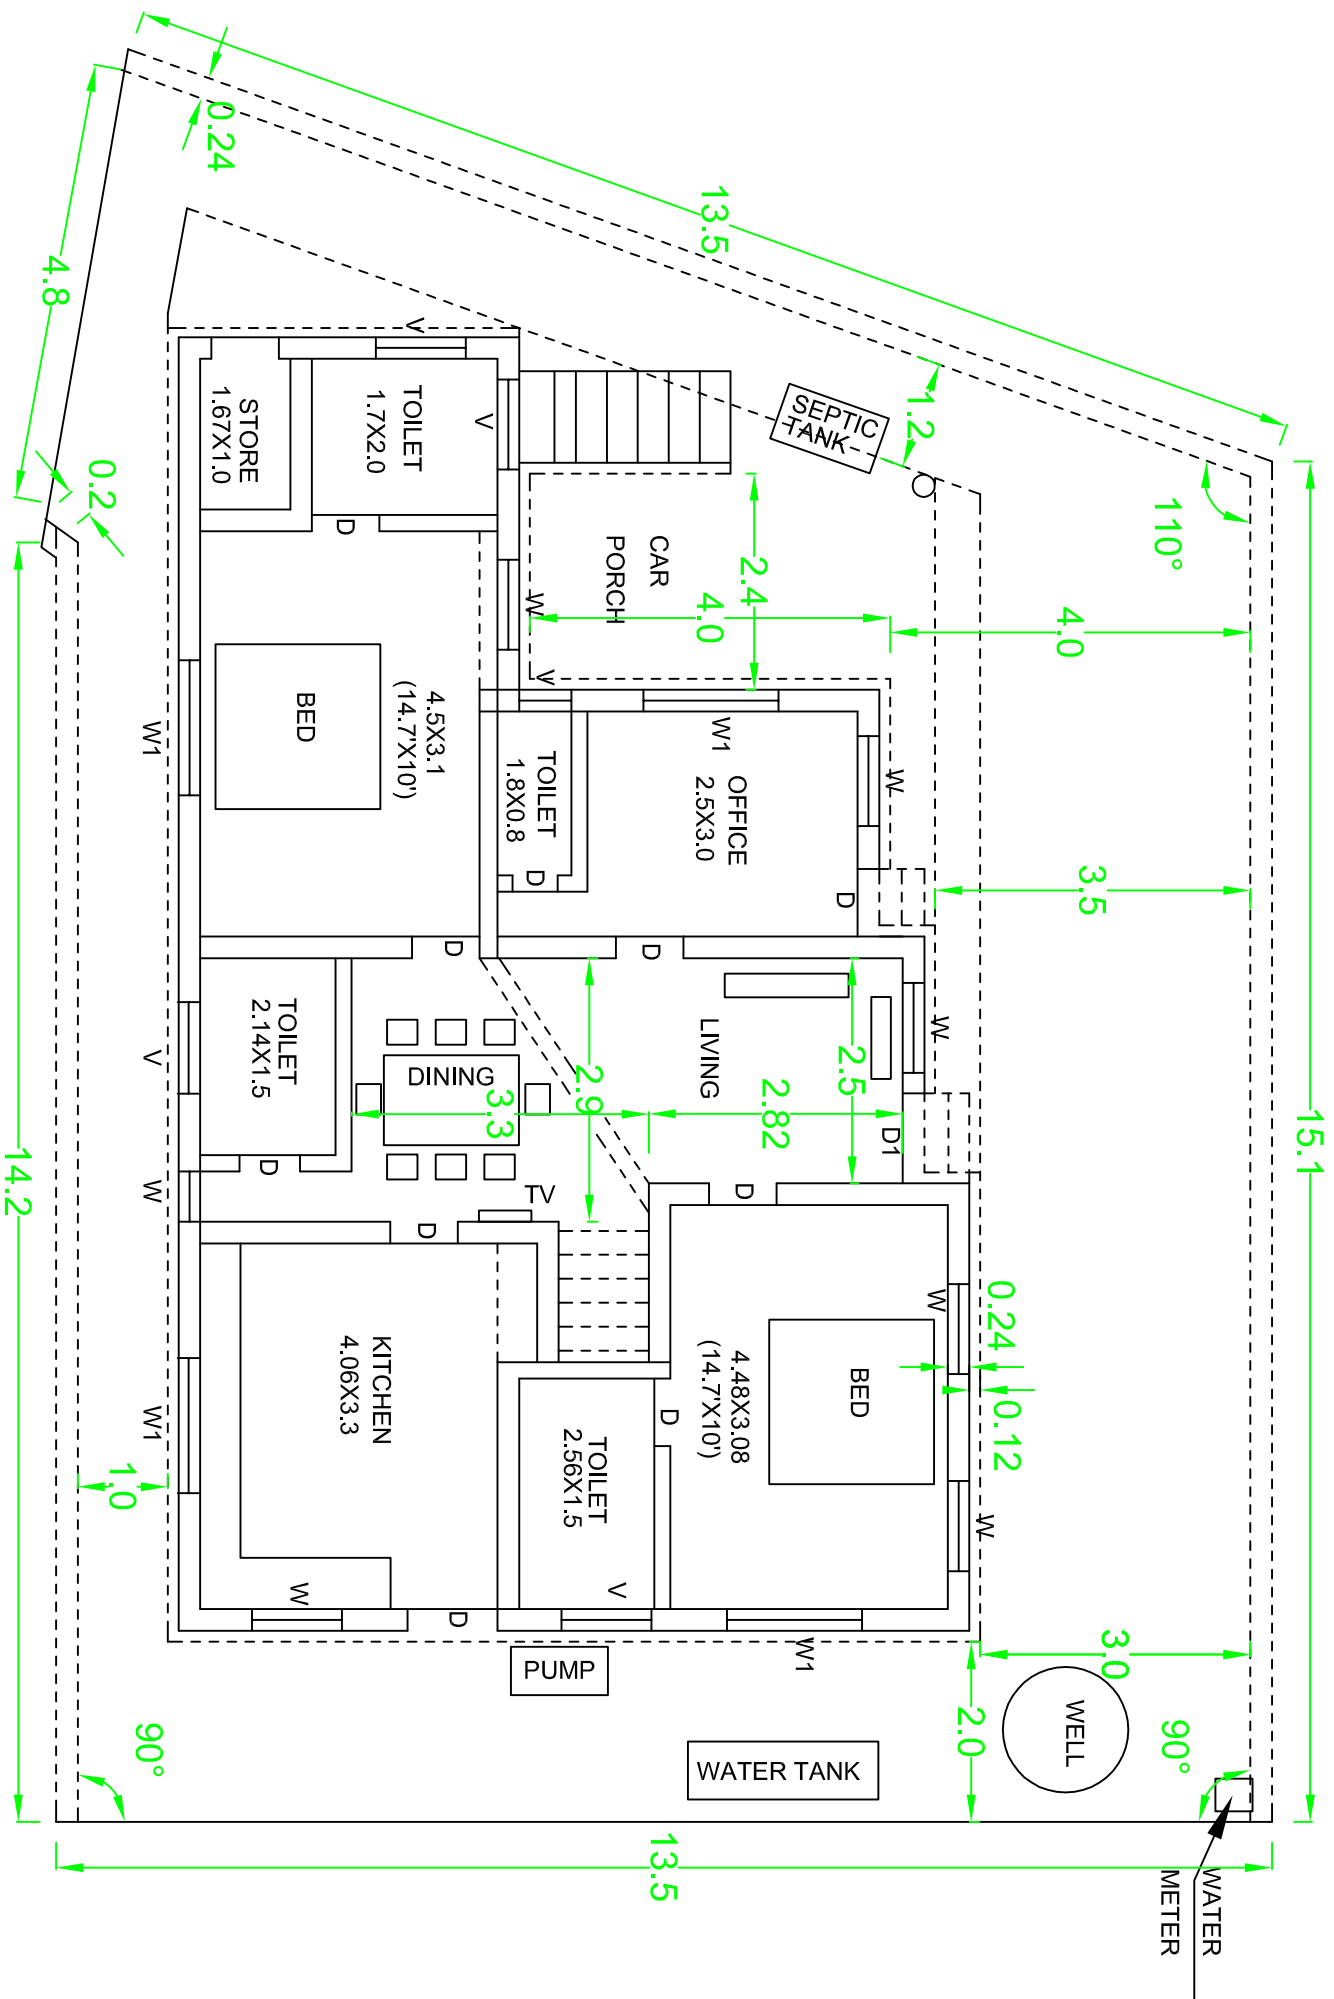 13.5
0.24
4.8
0.2
1.2
110°
SEPTIC
TANK
V
V
TOILET
1.7X2.0
STORE
1.67X1.0
D
CAR
PORCH
2.4
4.0
4.0
W
V
BED
4.5X3.1
(14.7'X10')
W1
TOILET
1.8X0.8
D
W1
OFFICE
2.5X3.0
W
D
3.5
D
D
TOILET
2.14X1.5
V
D
W
DINING
3.3
2.9
LIVING
2.5
2.82
W
D1
15.1
14.2
TV
D
D
KITCHEN
4.06X3.3
W1
1.0
W
D
TOILET
2.56X1.5
D
V
BED
4.48X3.08
(14.7'X10')
W
0.24
0.12
W
W1
3.0
2.0
PUMP
WATER TANK
WELL
90°
90°
13.5
WATER
METER